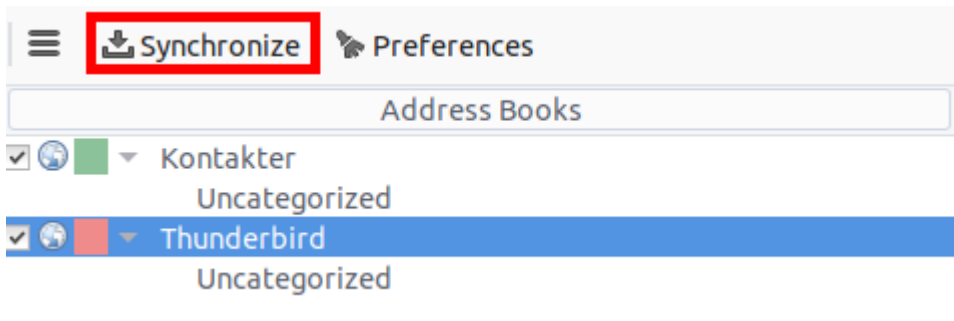 Synchronize Preferences
Address Books
Kontakter
Uncategorized
Thunderbird
Uncategorized